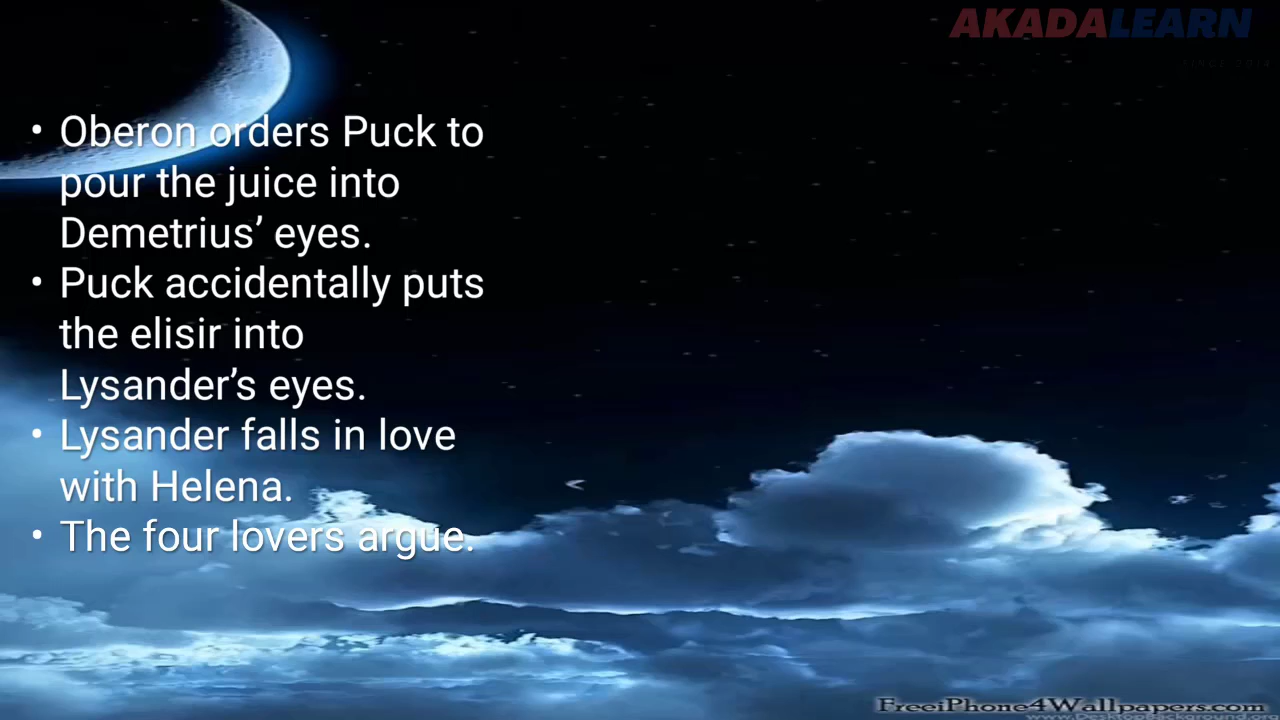 AKADALEARN
• Oberon orders Puck to
pour the juice into
Demetrius’ eyes.
• Puck accidentally puts
the elisir into
Lysander’s eyes.
• Lysander falls in love
with Helena.
• The four lovers argue.
FreeiPhone4Wallpapers.com